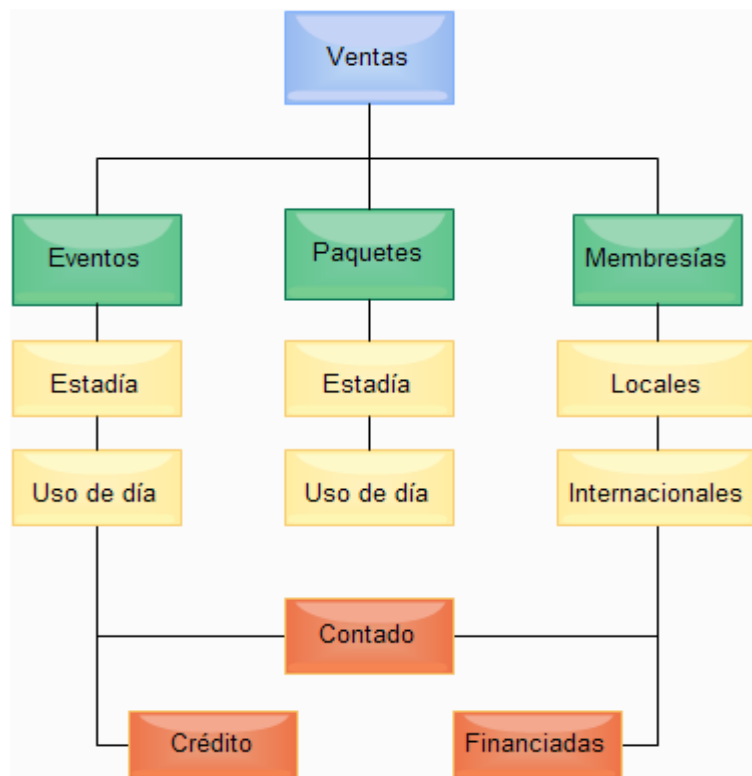 Ventas
Eventos
Paquetes
Membresías
Estadía
Estadía
Locales
Uso de día
Uso de día
Internacionales
Contado
Crédito
Financiadas